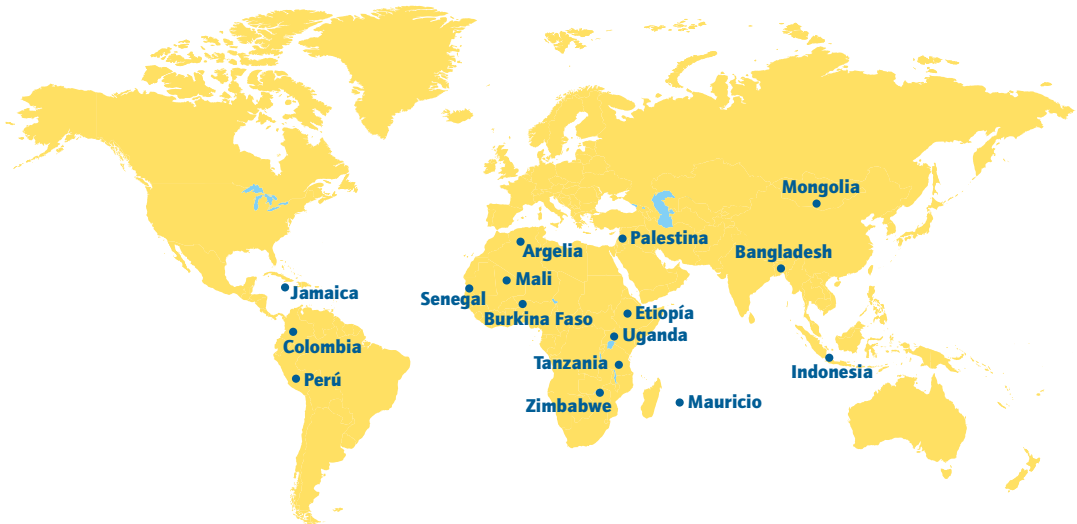 Mongolia
Palestina
Argelia
Bangladesh
Mali
Jamaica
Senegal
Etiopía
Burkina Faso
Uganda
Colombia
Tanzania
Indonesia
Perú
Mauricio
Zimbabwe